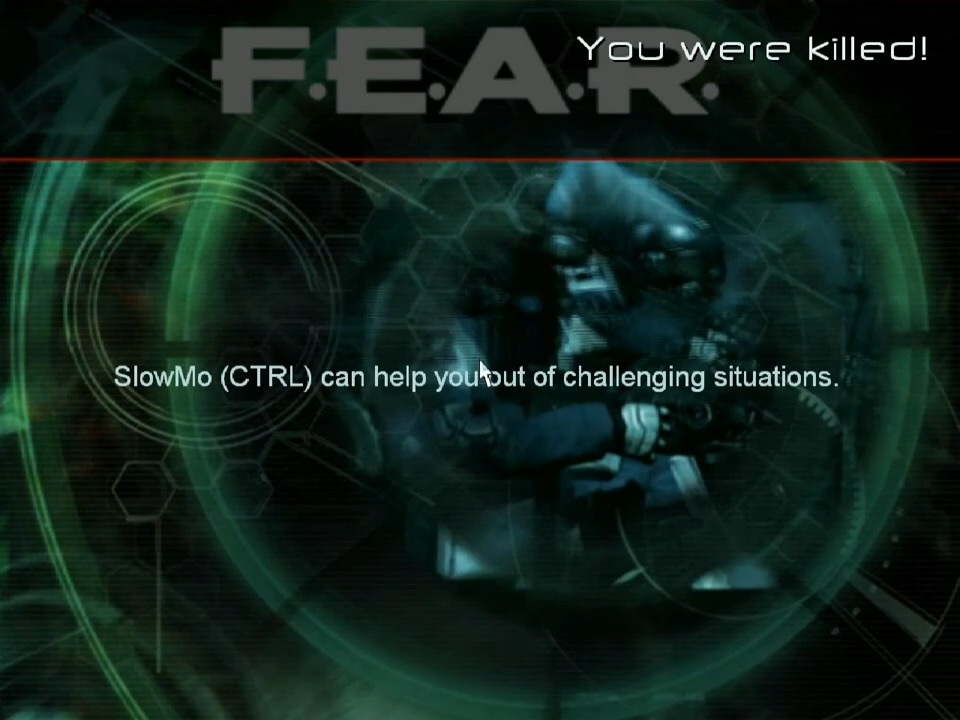 F.E.A.R.
You were killed!
SlowMo (CTRL) can help you out of challenging situations.